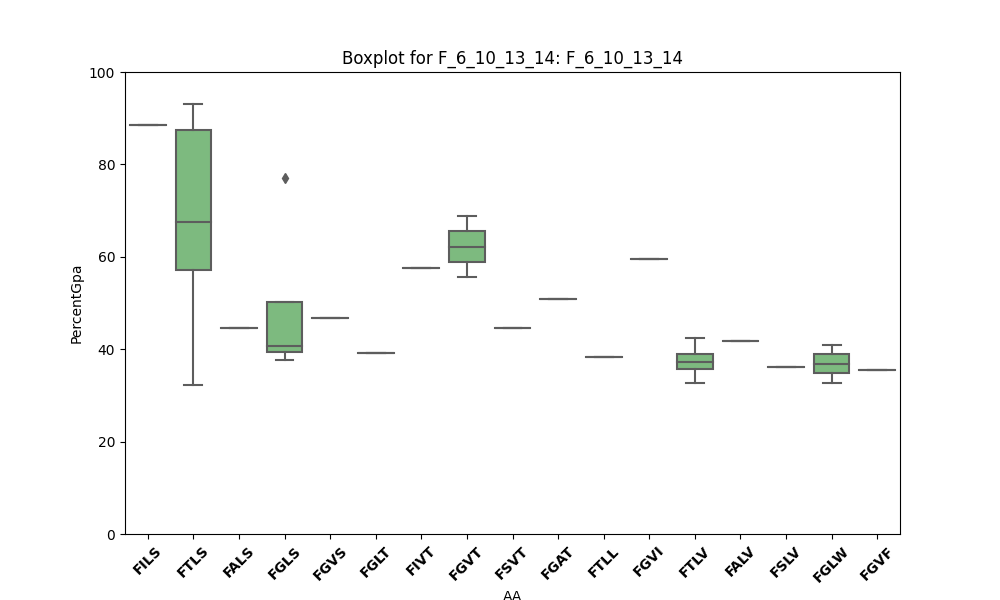 Boxplot for F_6_10_13_14: F_6_10_13_14
100
80
60
40
20
0
PercentGpa
FILS FTLS FALS FGLS FGVS FGLT FIVT FGVT FSVT FGAT FTLL FGVI FTLV FALV FSLV FGLW FGVF
AA